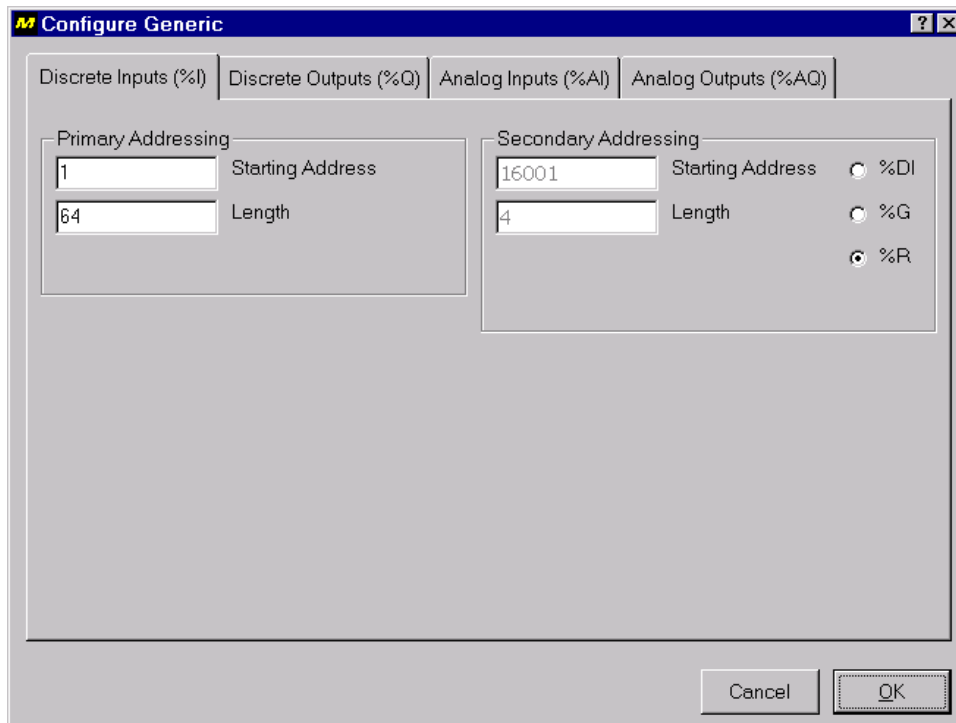 M Configure Generic ? ×
Discrete Inputs (%I) Discrete Outputs (%Q) Analog Inputs (%AI) Analog Outputs (%AQ)
Primary Addressing
1 Starting Address
64 Length
Secondary Addressing
16001 Starting Address %DI
4 Length %G
%R
Cancel OK